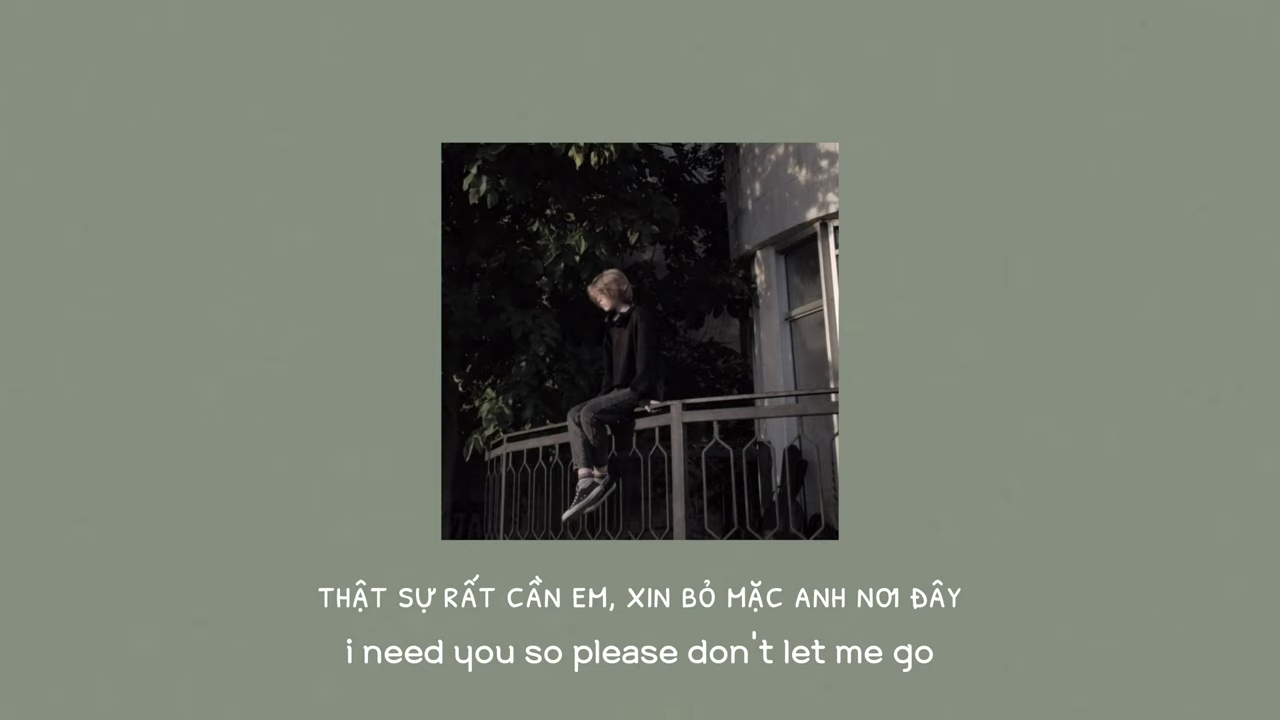 THẬT SỰ RẤT CẦN EM, XIN BỎ MẶC ANH NƠI ĐÂY
i need you so please don't let me go